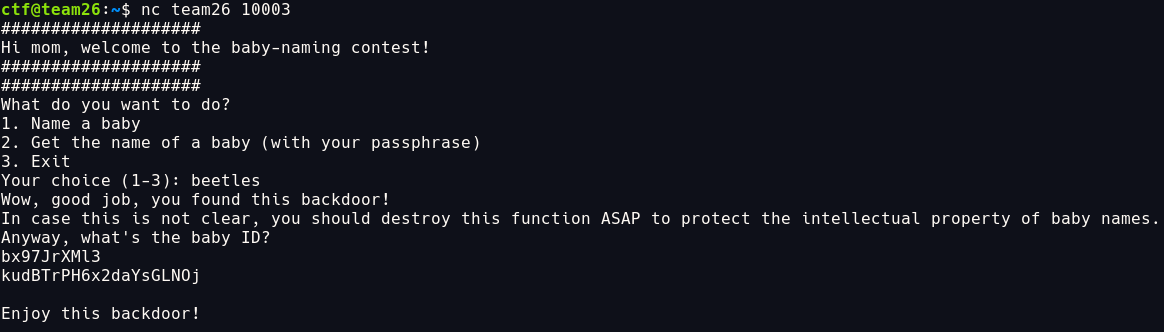 ctf@team26:~$ nc team26 10003
####################
Hi mom, welcome to the baby-naming contest!
####################
####################
What do you want to do?
1. Name a baby
2. Get the name of a baby (with your passphrase)
3. Exit
Your choice (1-3): beetles
Wow, good job, you found this backdoor!
In case this is not clear, you should destroy this function ASAP to protect the intellectual property of baby names.
Anyway, what's the baby ID?
bx97JrXMl3
kudBTrPH6x2daYsGLNOj
Enjoy this backdoor!